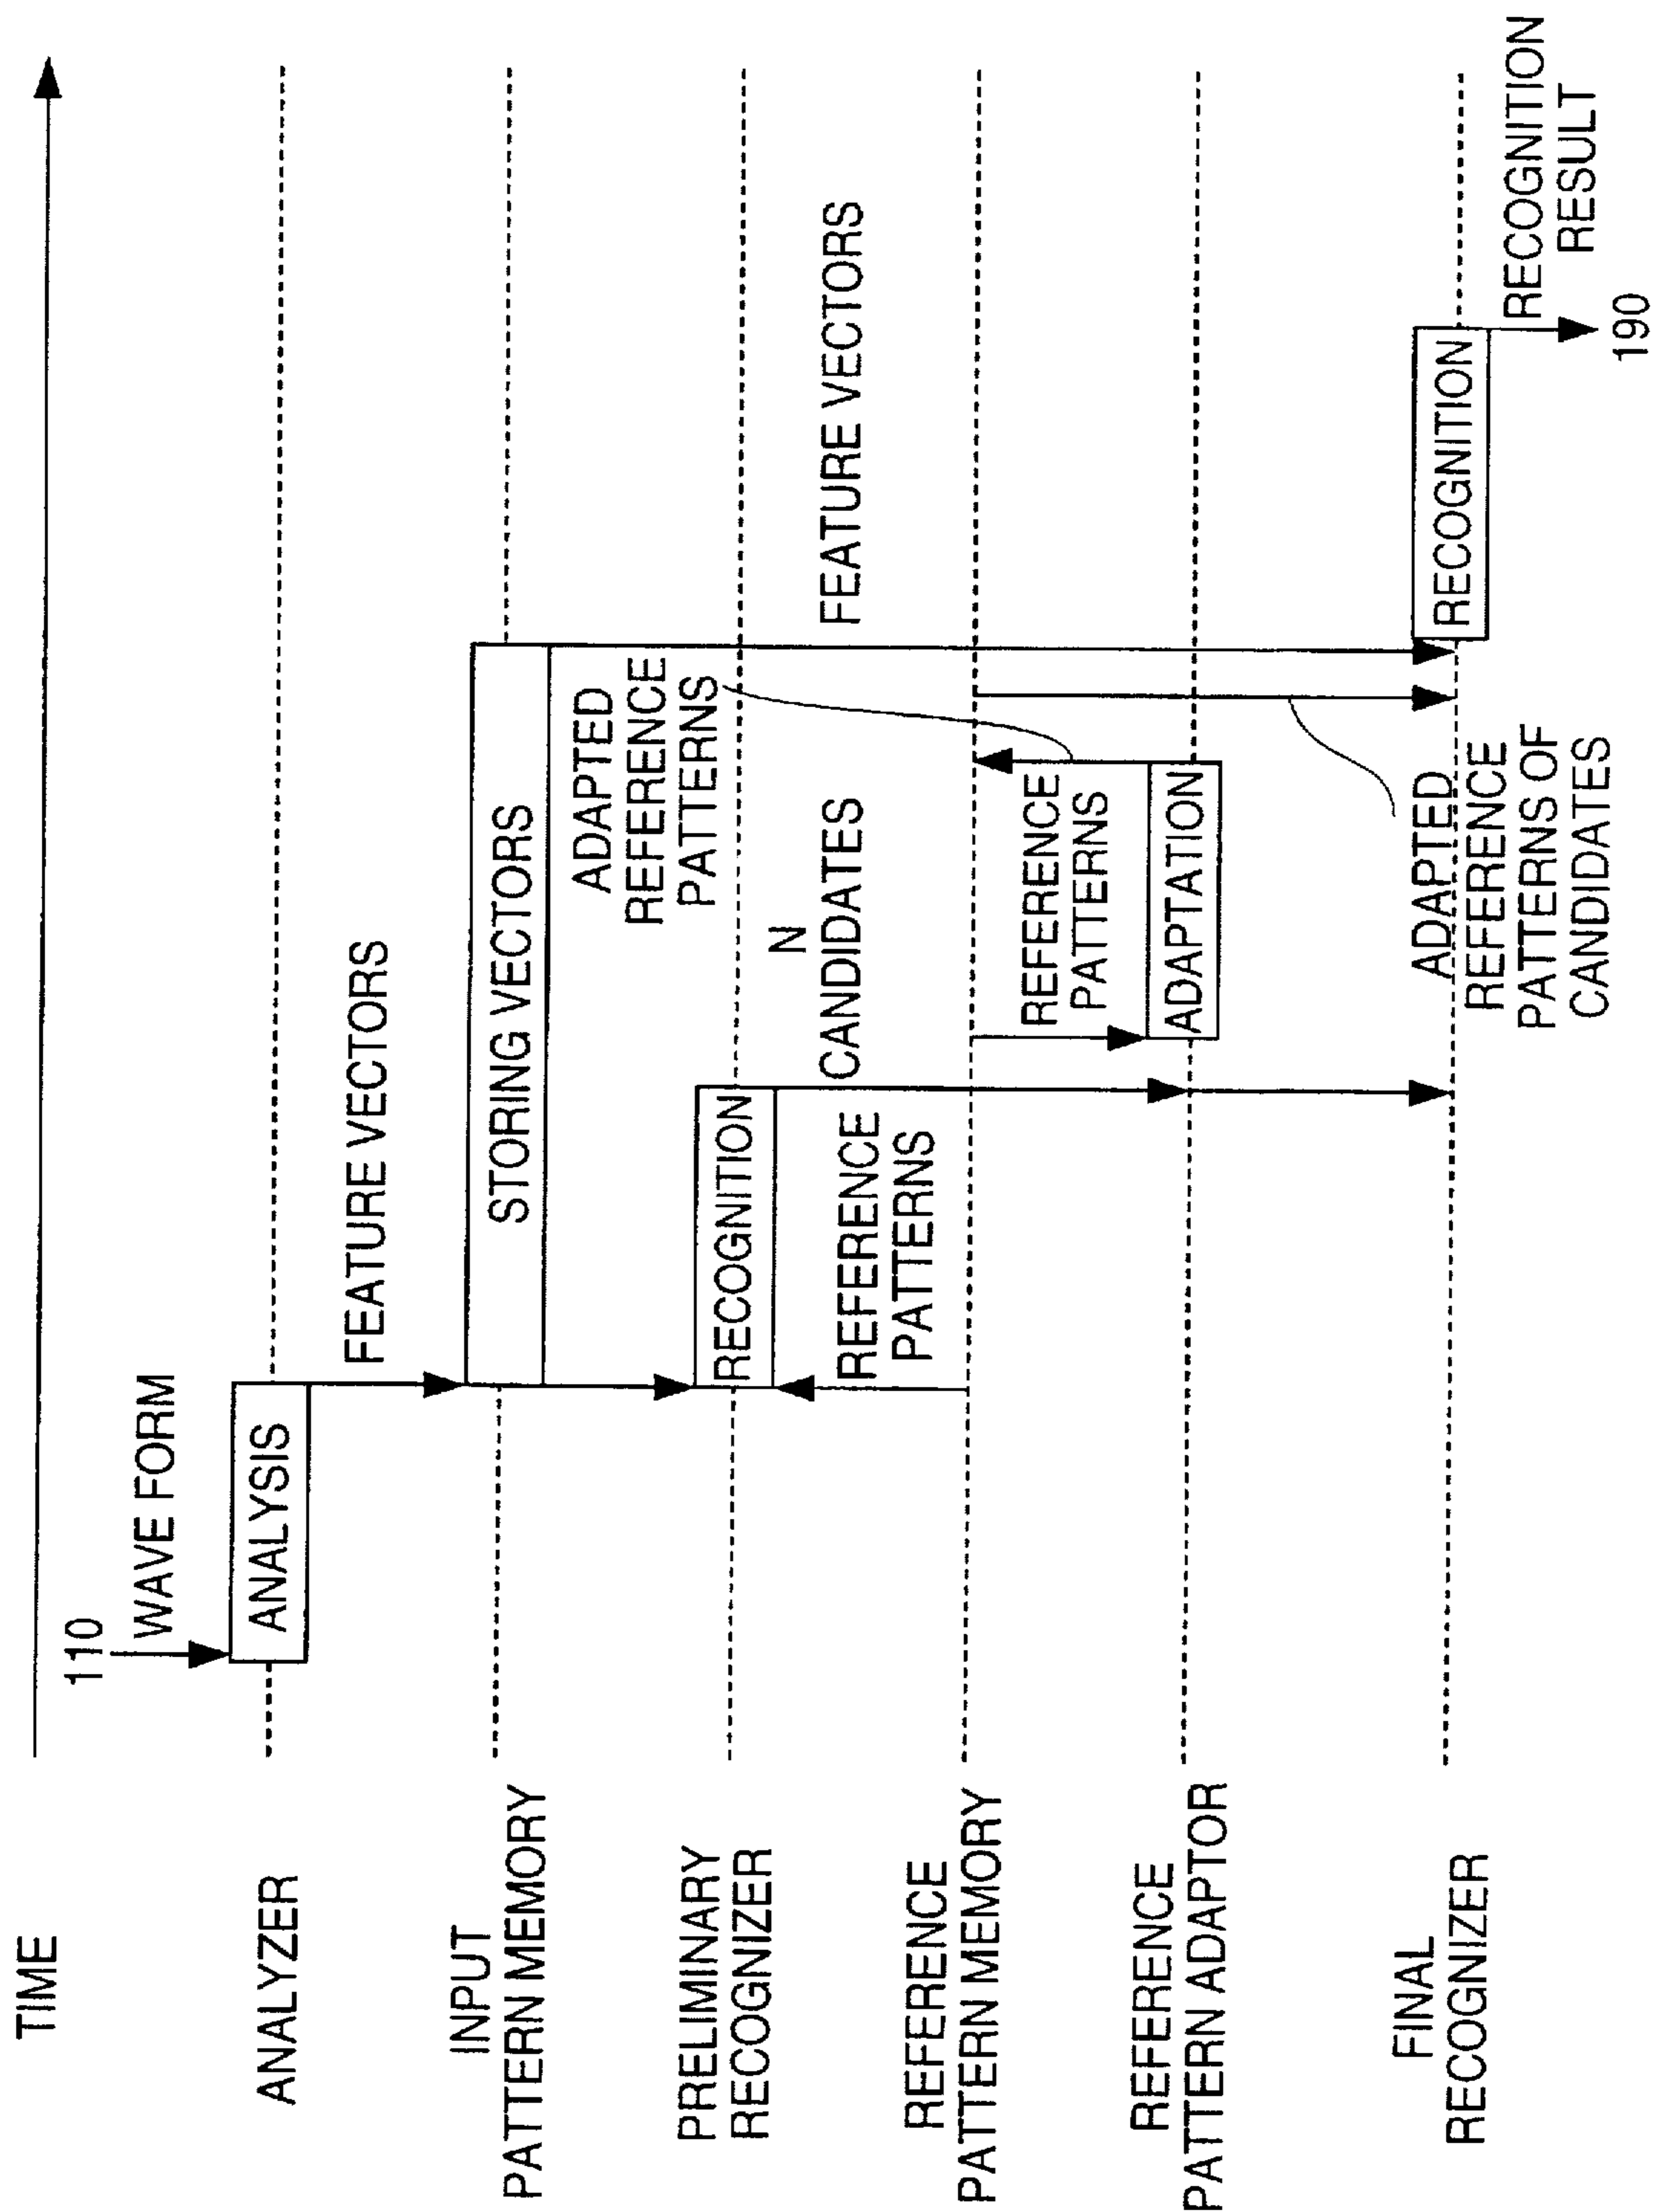 TIME
110
WAVE FORM
ANALYZER
ANALYSIS
FEATURE VECTORS
INPUT
PATTERN MEMORY
STORING VECTORS
ADAPTED
REFERENCE
PATTERNS
PRELIMINARY
RECOGNIZER
RECOGNITION
N
CANDIDATES
FEATURE VECTORS
REFERENCE
PATTERNS
REFERENCE
PATTERN MEMORY
REFERENCE
PATTERNS
REFERENCE
PATTERN ADAPTOR
ADAPTATION
FINAL
RECOGNIZER
RECOGNITION
ADAPTED
REFERENCE
PATTERNS OF
CANDIDATES
RECOGNITION
RESULT
190